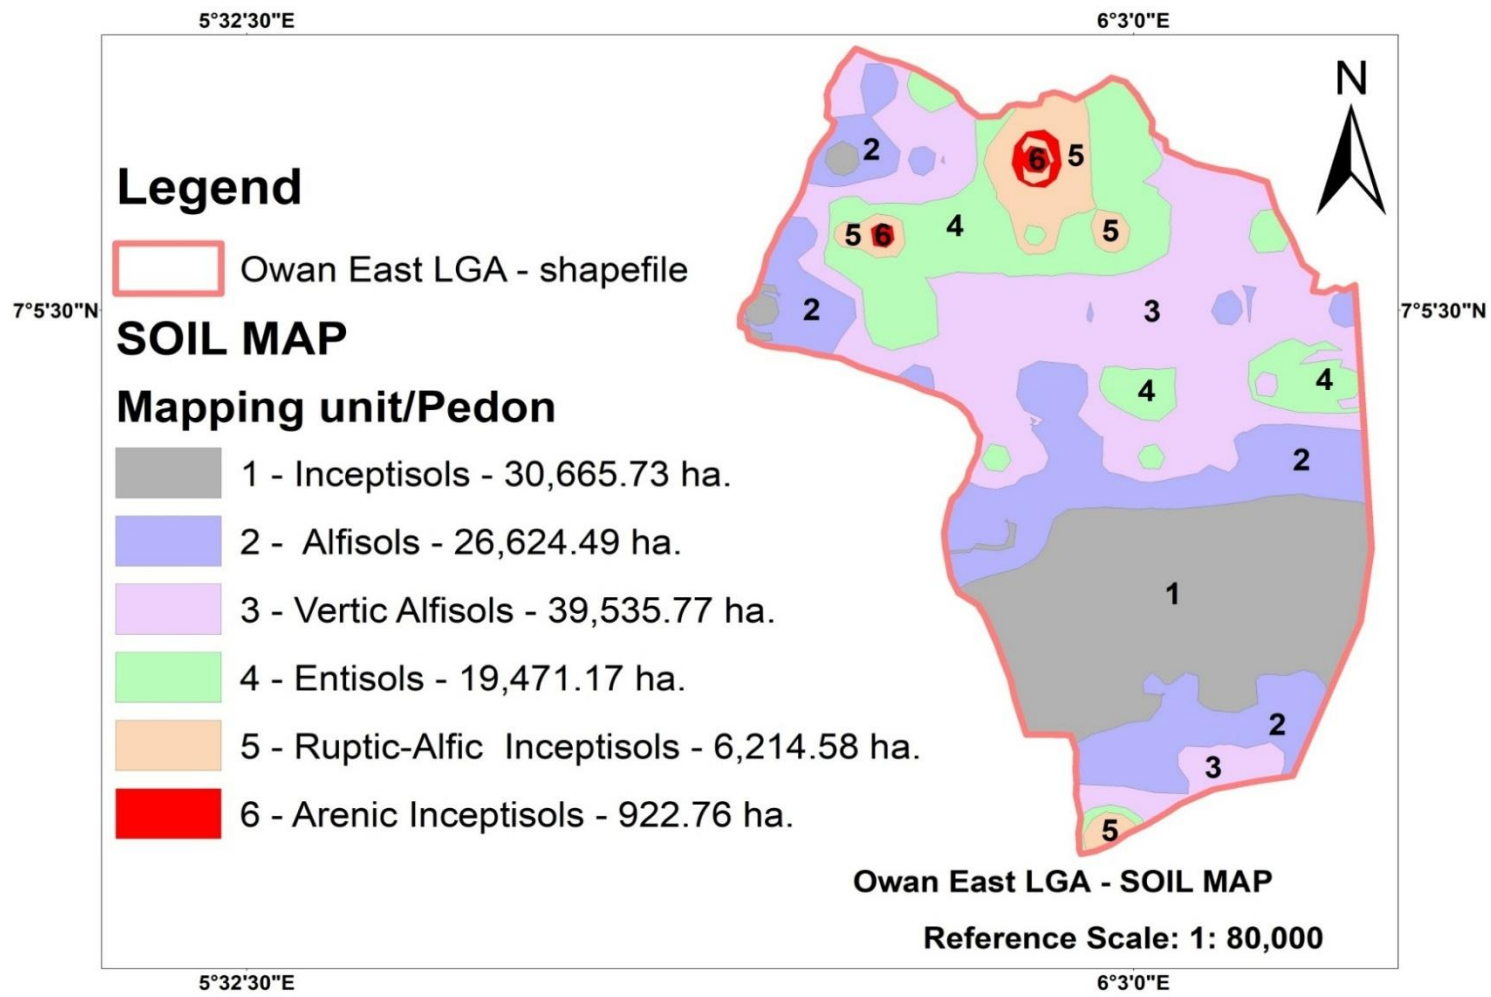 5°32'30"E 6°3'0"E
N
Legend
Owan East LGA - shapefile
7°5'30"N 7°5'30"N
SOIL MAP
Mapping unit/Pedon
1 - Inceptisols - 30,665.73 ha.
2 - Alfisols - 26,624.49 ha.
3 - Vertic Alfisols - 39,535.77 ha.
4 - Entisols - 19,471.17 ha.
5 - Ruptic-Alfic Inceptisols - 6,214.58 ha.
6 - Arenic Inceptisols - 922.76 ha.
2 6 5
5 6 4 5
2 3
4 4
2
1
2
3
5
Owan East LGA - SOIL MAP
Reference Scale: 1: 80,000
5°32'30"E 6°3'0"E